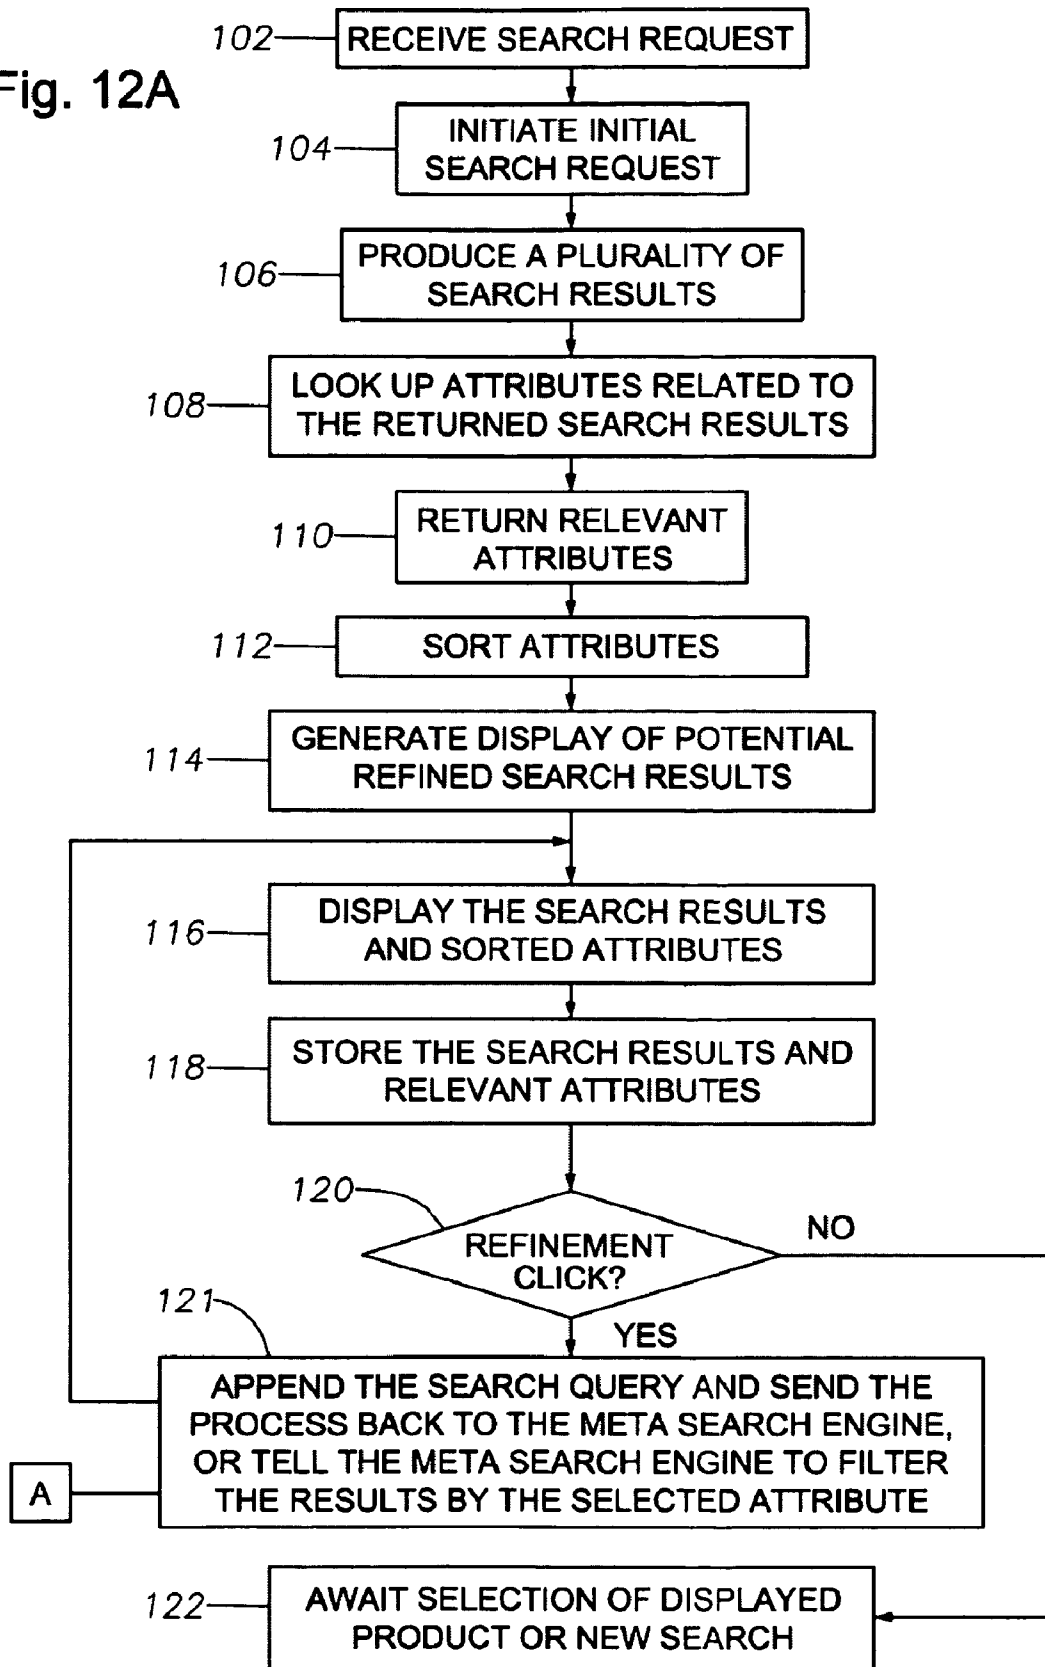 102 RECEIVE SEARCH REQUEST
Fig. 12A
104 INITIATE INITIAL
SEARCH REQUEST
106 PRODUCE A PLURALITY OF
SEARCH RESULTS
108 LOOK UP ATTRIBUTES RELATED TO
THE RETURNED SEARCH RESULTS
110 RETURN RELEVANT
ATTRIBUTES
112 SORT ATTRIBUTES
114 GENERATE DISPLAY OF POTENTIAL
REFINED SEARCH RESULTS
116 DISPLAY THE SEARCH RESULTS
AND SORTED ATTRIBUTES
118 STORE THE SEARCH RESULTS AND
RELEVANT ATTRIBUTES
120
REFINEMENT
CLICK?
NO
YES
121
APPEND THE SEARCH QUERY AND SEND THE
PROCESS BACK TO THE META SEARCH ENGINE,
OR TELL THE META SEARCH ENGINE TO FILTER
THE RESULTS BY THE SELECTED ATTRIBUTE
A
122 AWAIT SELECTION OF DISPLAYED
PRODUCT OR NEW SEARCH